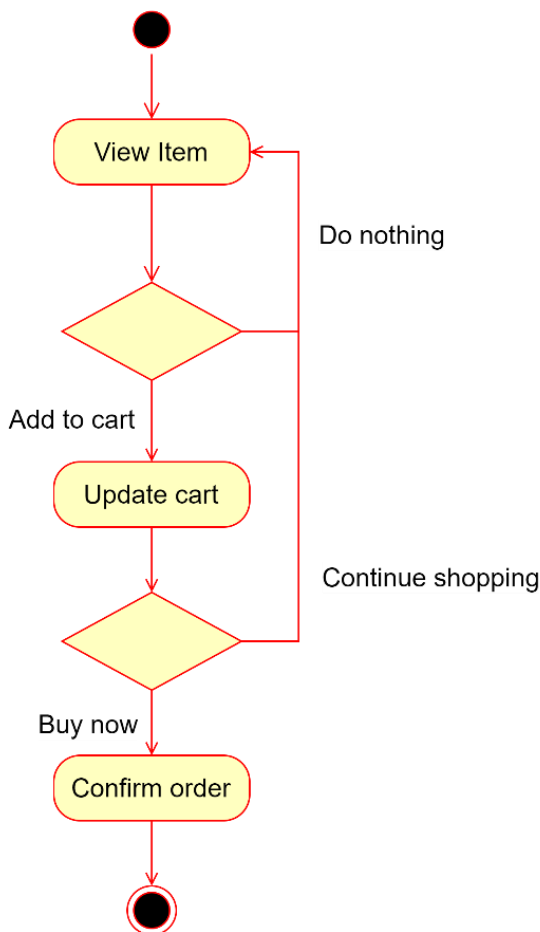 View Item
Do nothing
Add to cart
Update cart
Continue shopping
Buy now
Confirm order